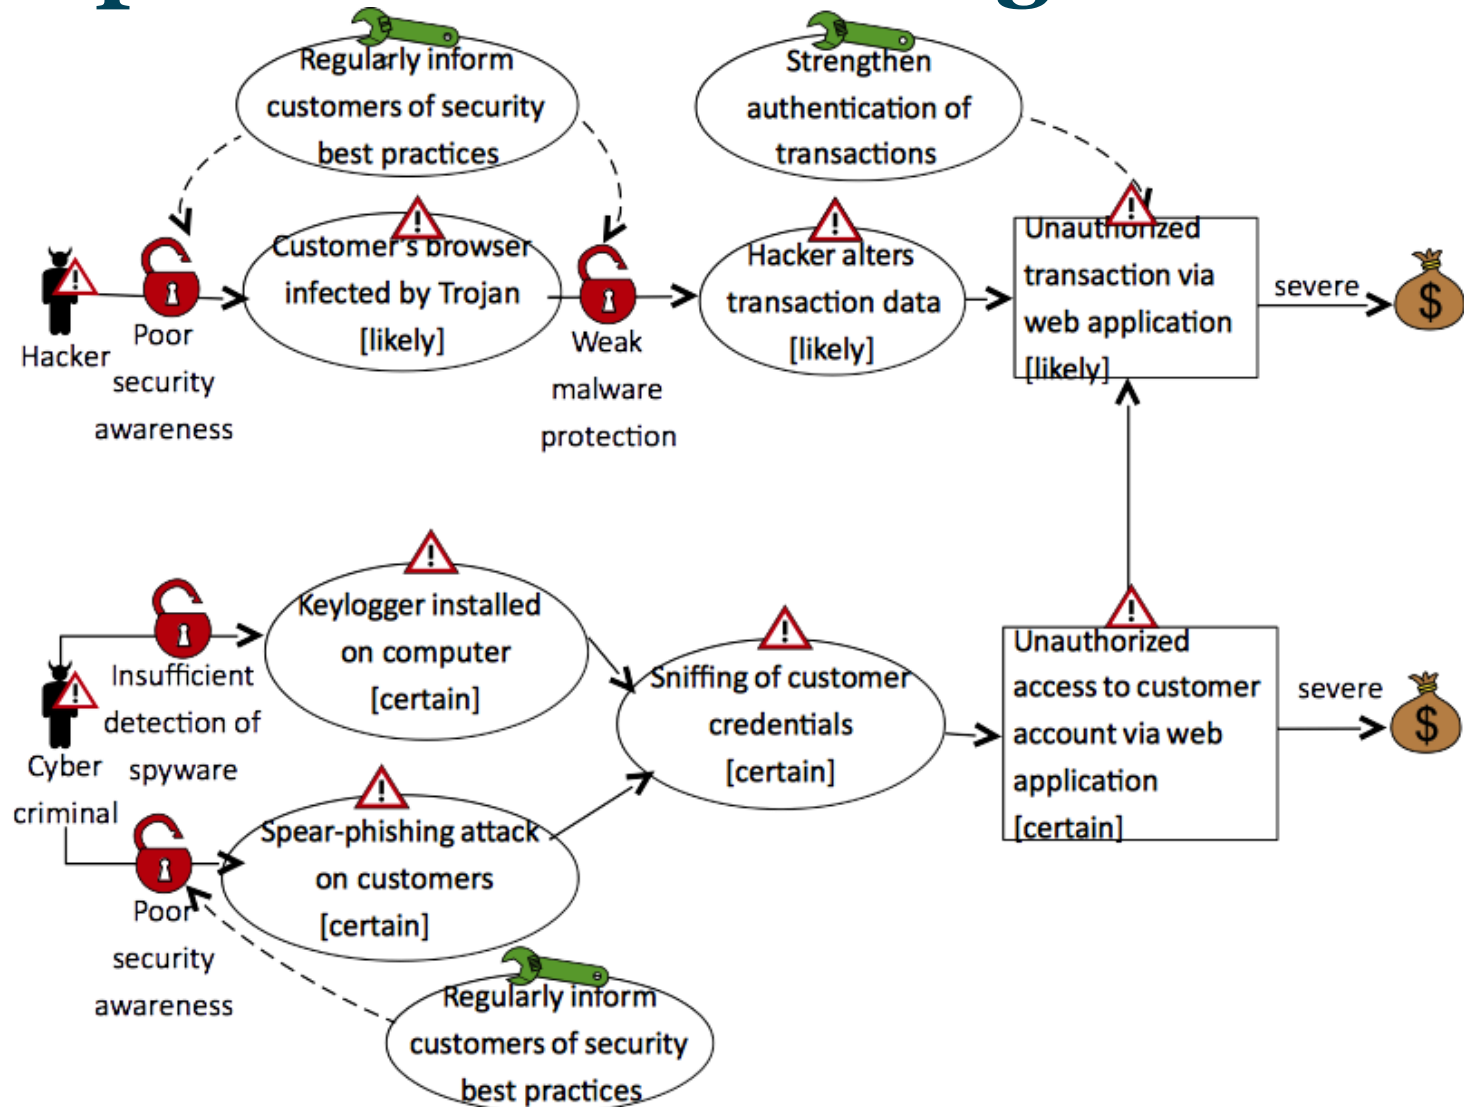 Regularly inform
customers of security
best practices
Strengthen
authentication of
transactions
Hacker
Poor
security
awareness
Customer's browser
infected by Trojan
[likely]
Weak
malware
protection
Hacker alters
transaction data
[likely]
Unauthorized
transaction via
web application
[likely]
severe
$
Cyber
criminal
Insufficient
detection of
spyware
Keylogger installed
on computer
[certain]
Poor
security
awareness
Spear-phishing attack
on customers
[certain]
Sniffing of customer
credentials
[certain]
Unauthorized
access to customer
account via web
application
[certain]
severe
$
Regularly inform
customers of security
best practices